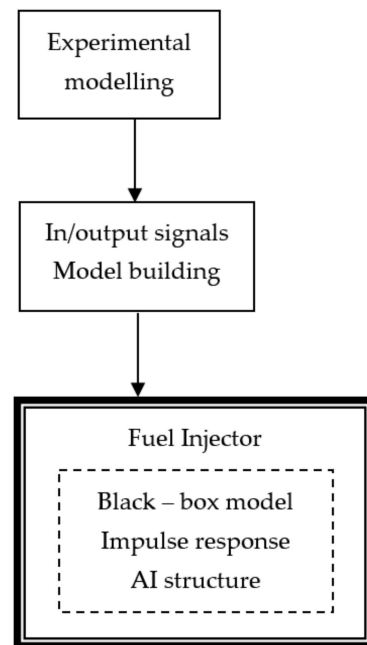 Experimental
modelling
In/output signals
Model building
Fuel Injector
Black – box model
Impulse response
AI structure